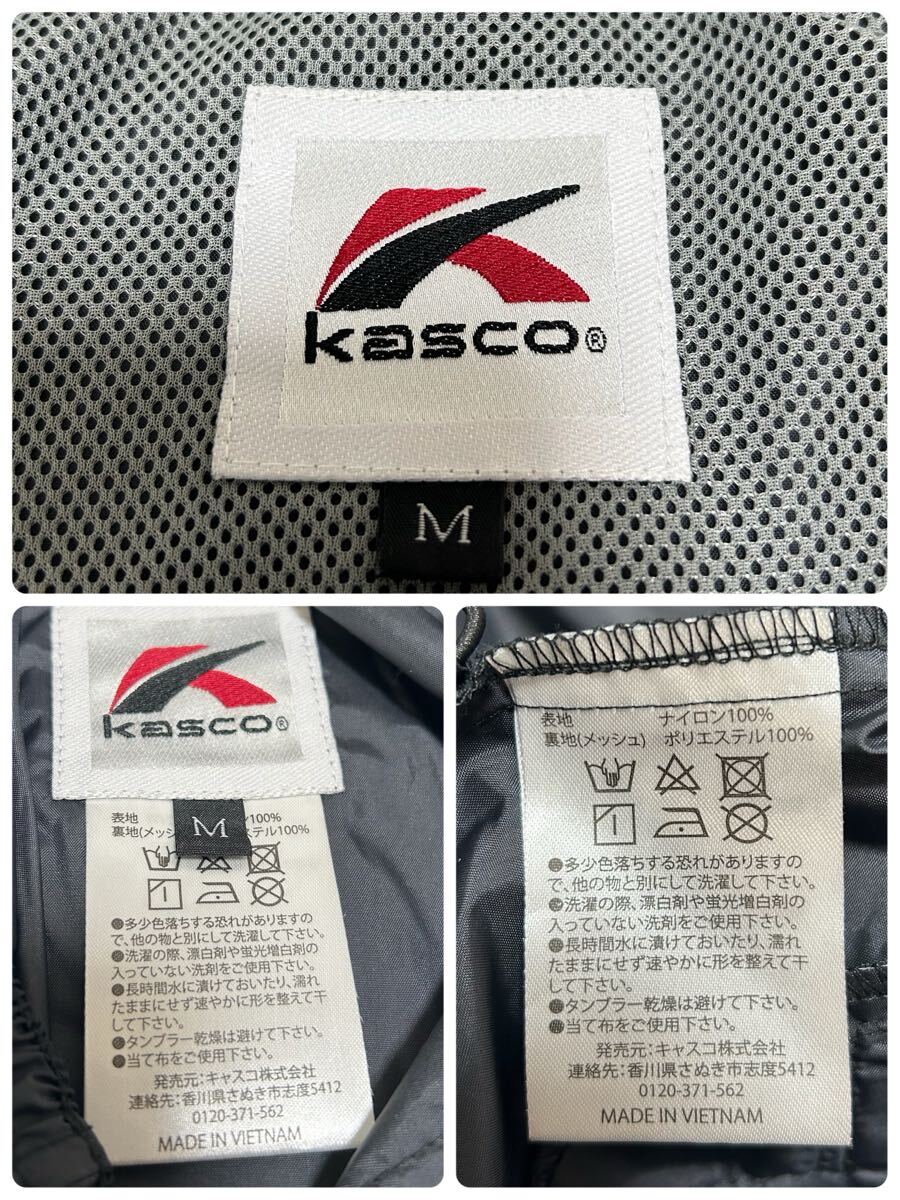 kasco®
M
kasco®
M
表地 ン100%
裏地(メッシ ステル100%
●多少色落ちする恐れがありますの
で、他の物と別にして洗濯して下さい。
●洗濯の際、漂白剤や蛍光増白剤の
入っていない洗剤をご使用下さい。
●長時間水に漬けておいたり、濡れ
たままにせず速やかに形を整えて干
して下さい。
●タンブラー乾燥は避けて下さい。
●当て布をご使用下さい。
発売元:キャスコ株式会社
連絡先:香川県さぬき市志度5412
0120-371-562
MADE IN VIETNAM
表地 ナイロン100%
裏地(メッシュ) ポリエステル100%
●多少色落ちする恐れがありますの
で、他の物と別にして洗濯して下さい。
●洗濯の際、漂白剤や蛍光増白剤の
入っていない洗剤をご使用下さい。
●長時間水に漬けておいたり、濡れ
たままにせず速やかに形を整えて干
して下さい。
●タンブラー乾燥は避けて下さい。
●当て布をご使用下さい。
発売元:キャスコ株式会社
連絡先:香川県さぬき市志度5412
0120-371-562
MADE IN VIETNAM